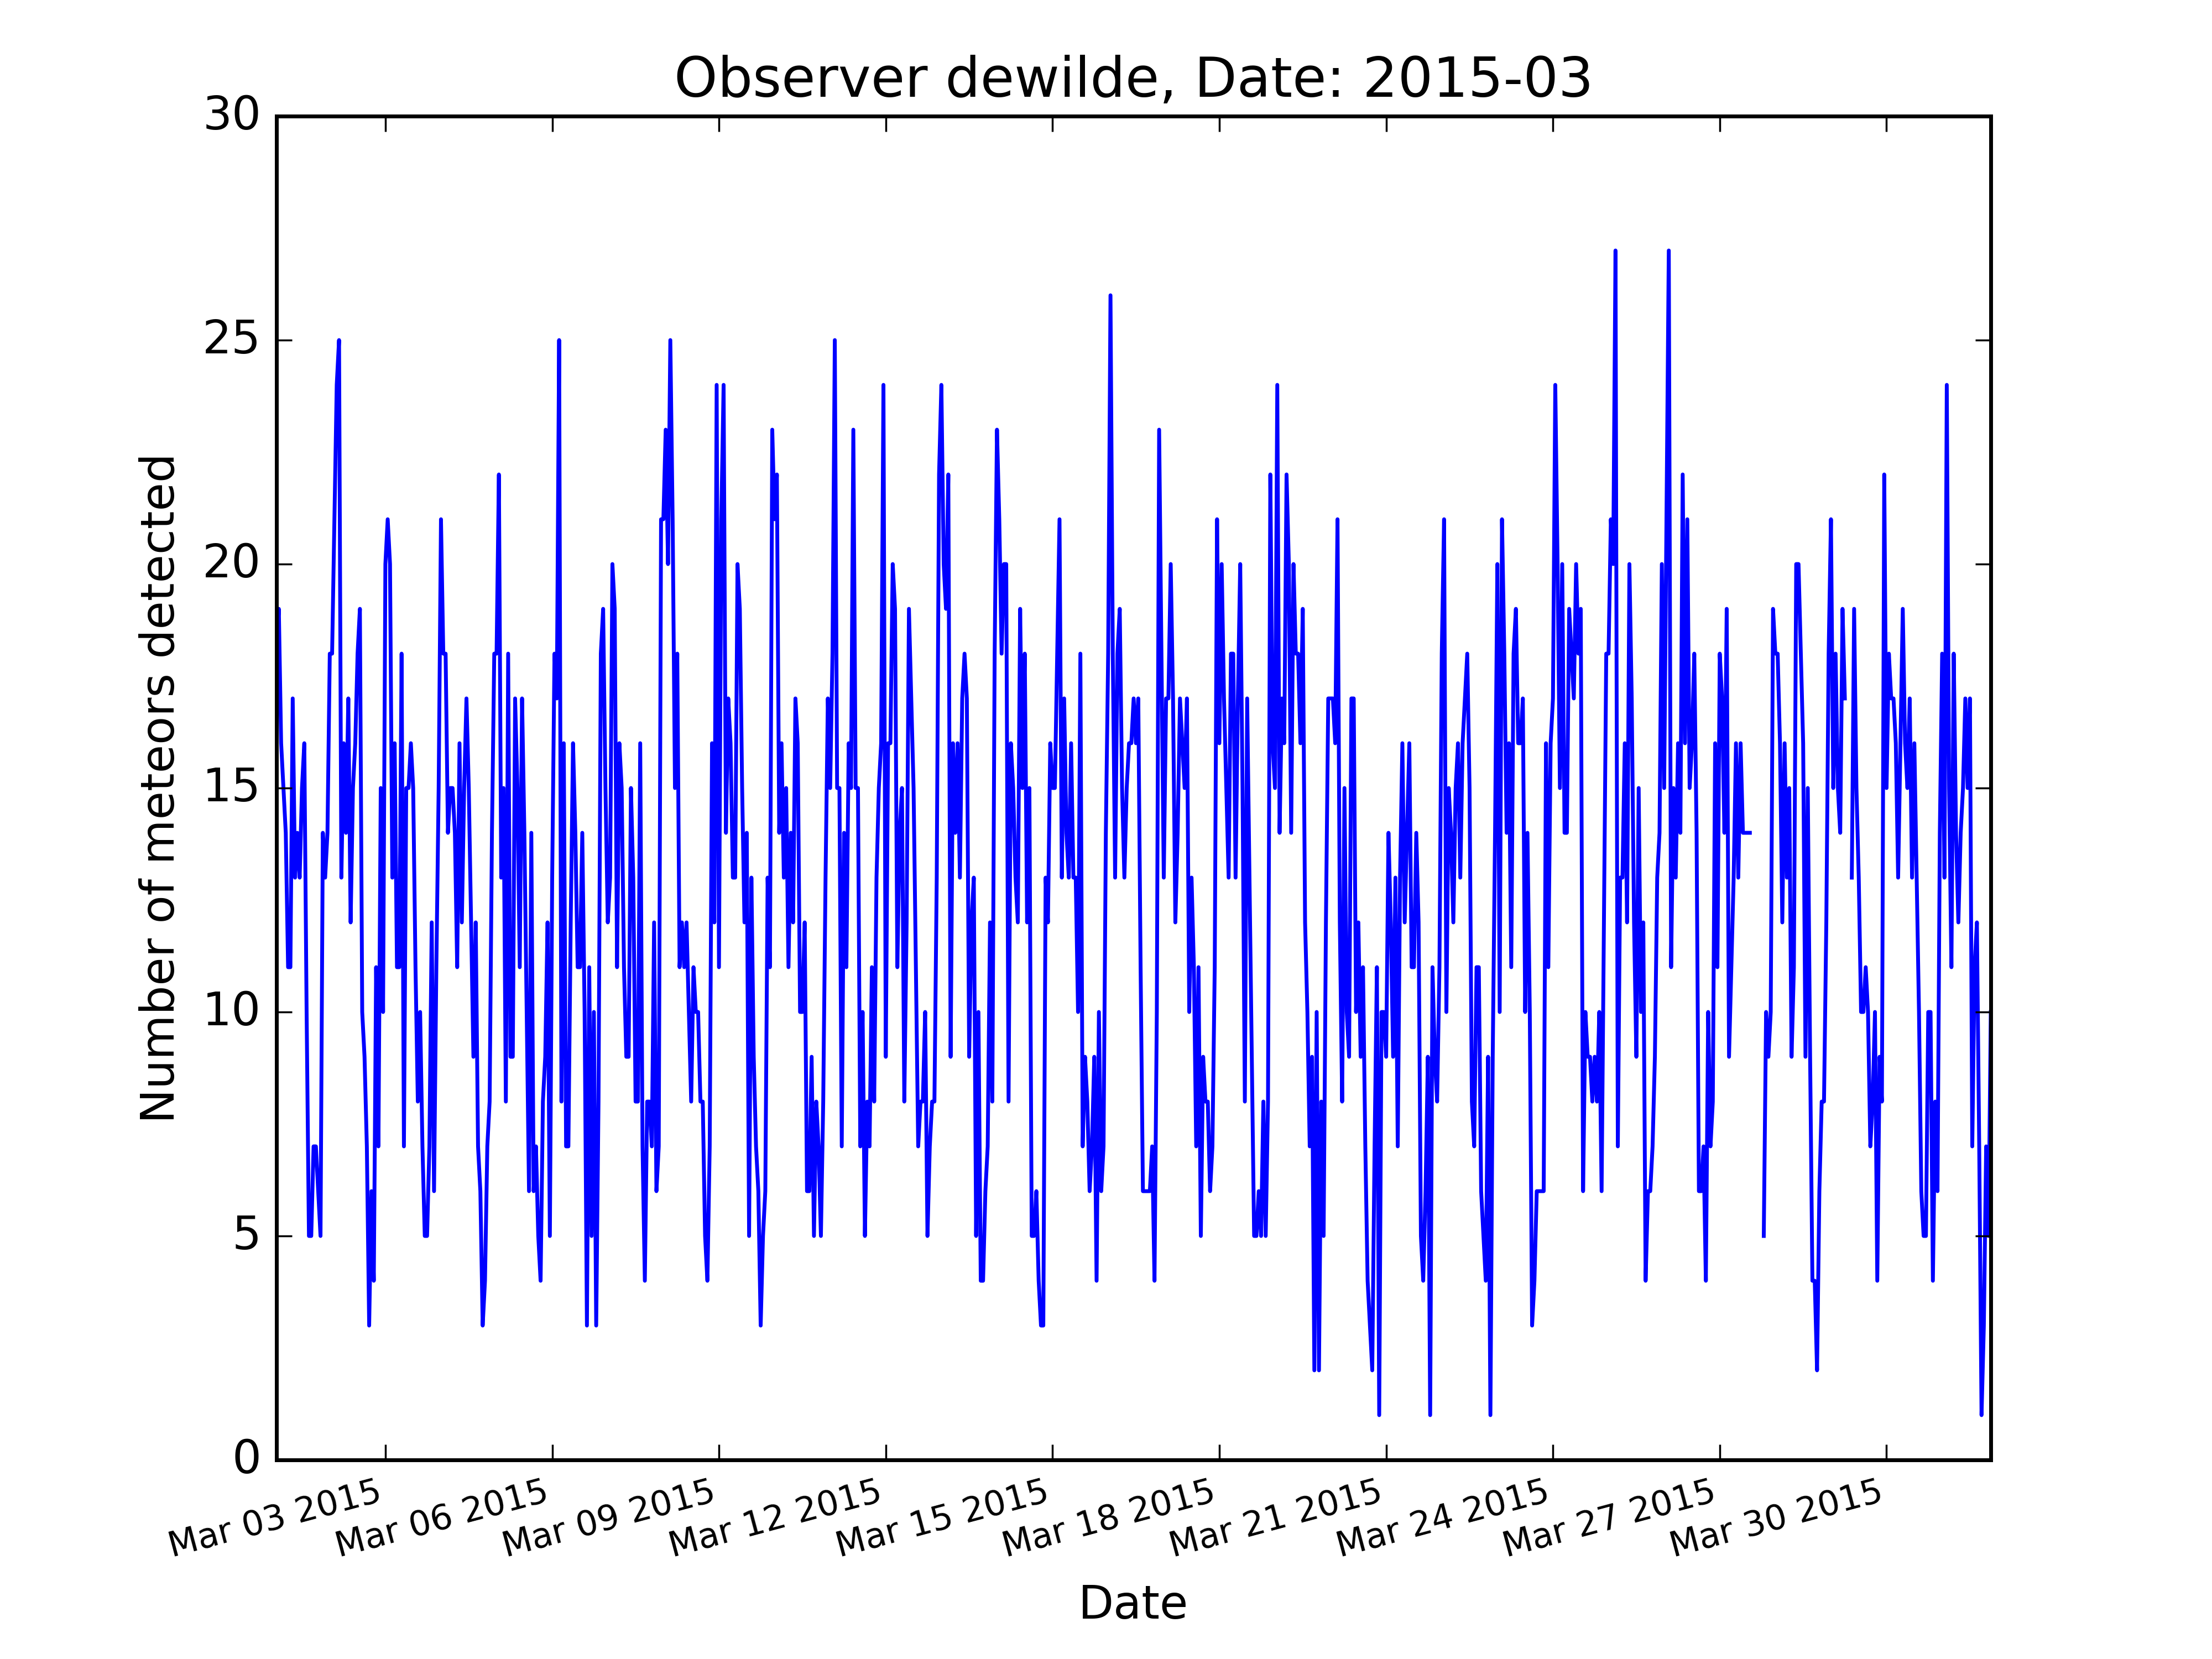 Observer dewilde, Date: 2015-03
30
25
20
15
10
5
0
Number of meteors detected
Mar 03 2015
Mar 06 2015
Mar 09 2015
Mar 12 2015
Mar 15 2015
Mar 18 2015
Mar 21 2015
Mar 24 2015
Mar 27 2015
Mar 30 2015
Date